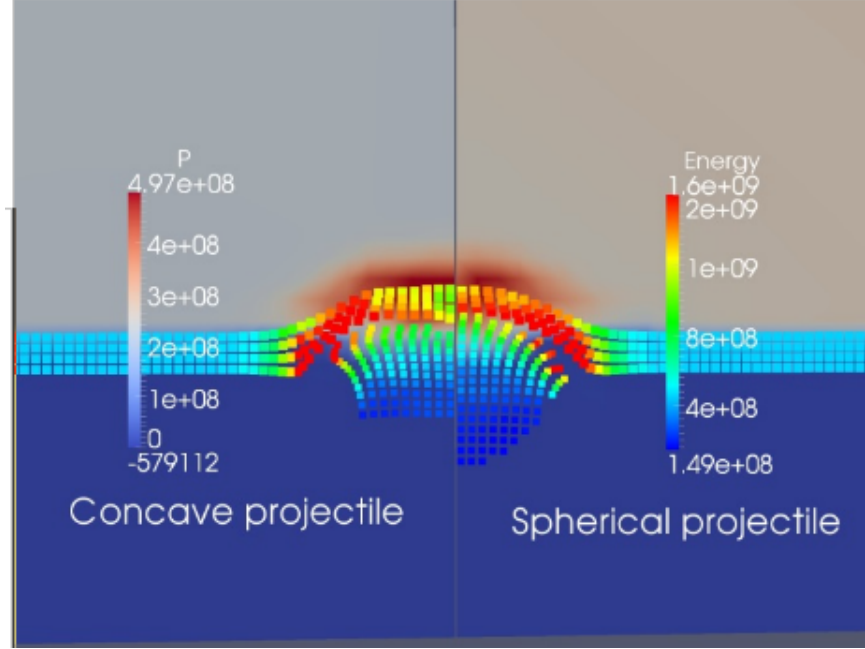 P
4.97e+08
4e+08
3e+08
2e+08
1e+08
0
-579112
Energy
1.6e+09
2e+09
1e+09
8e+08
4e+08
1.49e+08
Concave projectile
Spherical projectile